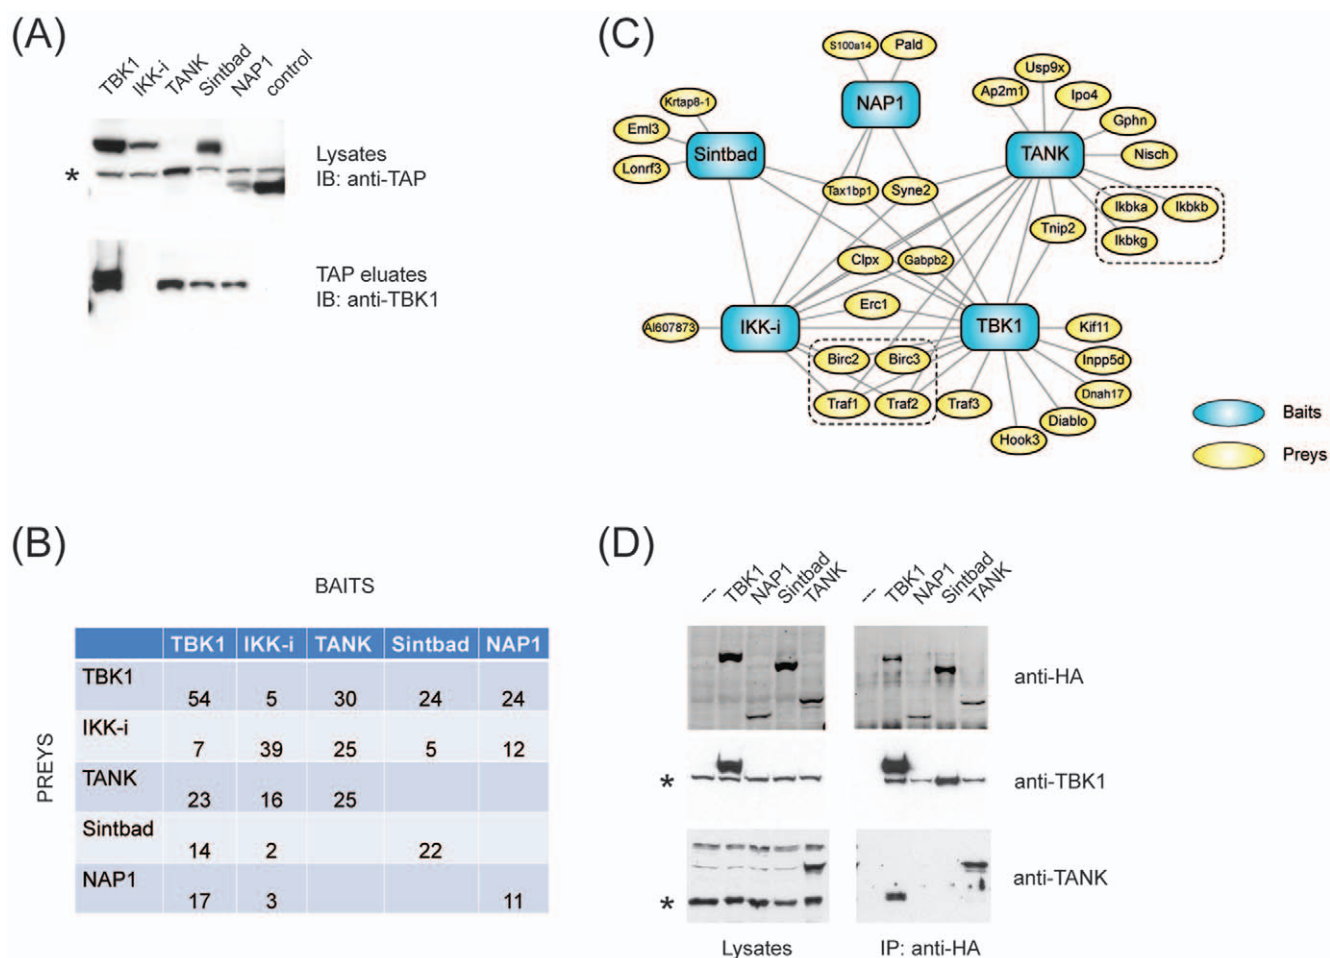 (A)
TBK1
IKK-i
TANK
Sintbad
NAP1
control
Lysates
IB: anti-TAP
*
TAP eluates
IB: anti-TBK1
(C)
S100a14
Pald
NAP1
Krtap8-1
Eml3
Lonrf3
Sintbad
Usp9x
Ap2m1
Ipo4
Gphn
TANK
Nisch
Tax1bp1
Syne2
Ikbka
Ikbkb
Tnip2
Ikbkg
Clpx
Gabpb2
Erc1
AI607873
IKK-i
TBK1
Kif11
Birc2
Birc3
Inpp5d
Dnah17
Traf1
Traf2
Traf3
Diablo
Hook3
Baits
Preys
(B)
BAITS
PREYS
TBK1 IKK-i TANK Sintbad NAP1
TBK1 54 5 30 24 24
IKK-i 7 39 25 5 12
TANK 23 16 25
Sintbad 14 2 22
NAP1 17 3 11
(D)
--- TBK1 NAP1 Sintbad TANK
--- TBK1 NAP1 Sintbad TANK
anti-HA
* anti-TBK1
anti-TANK
*
Lysates IP: anti-HA